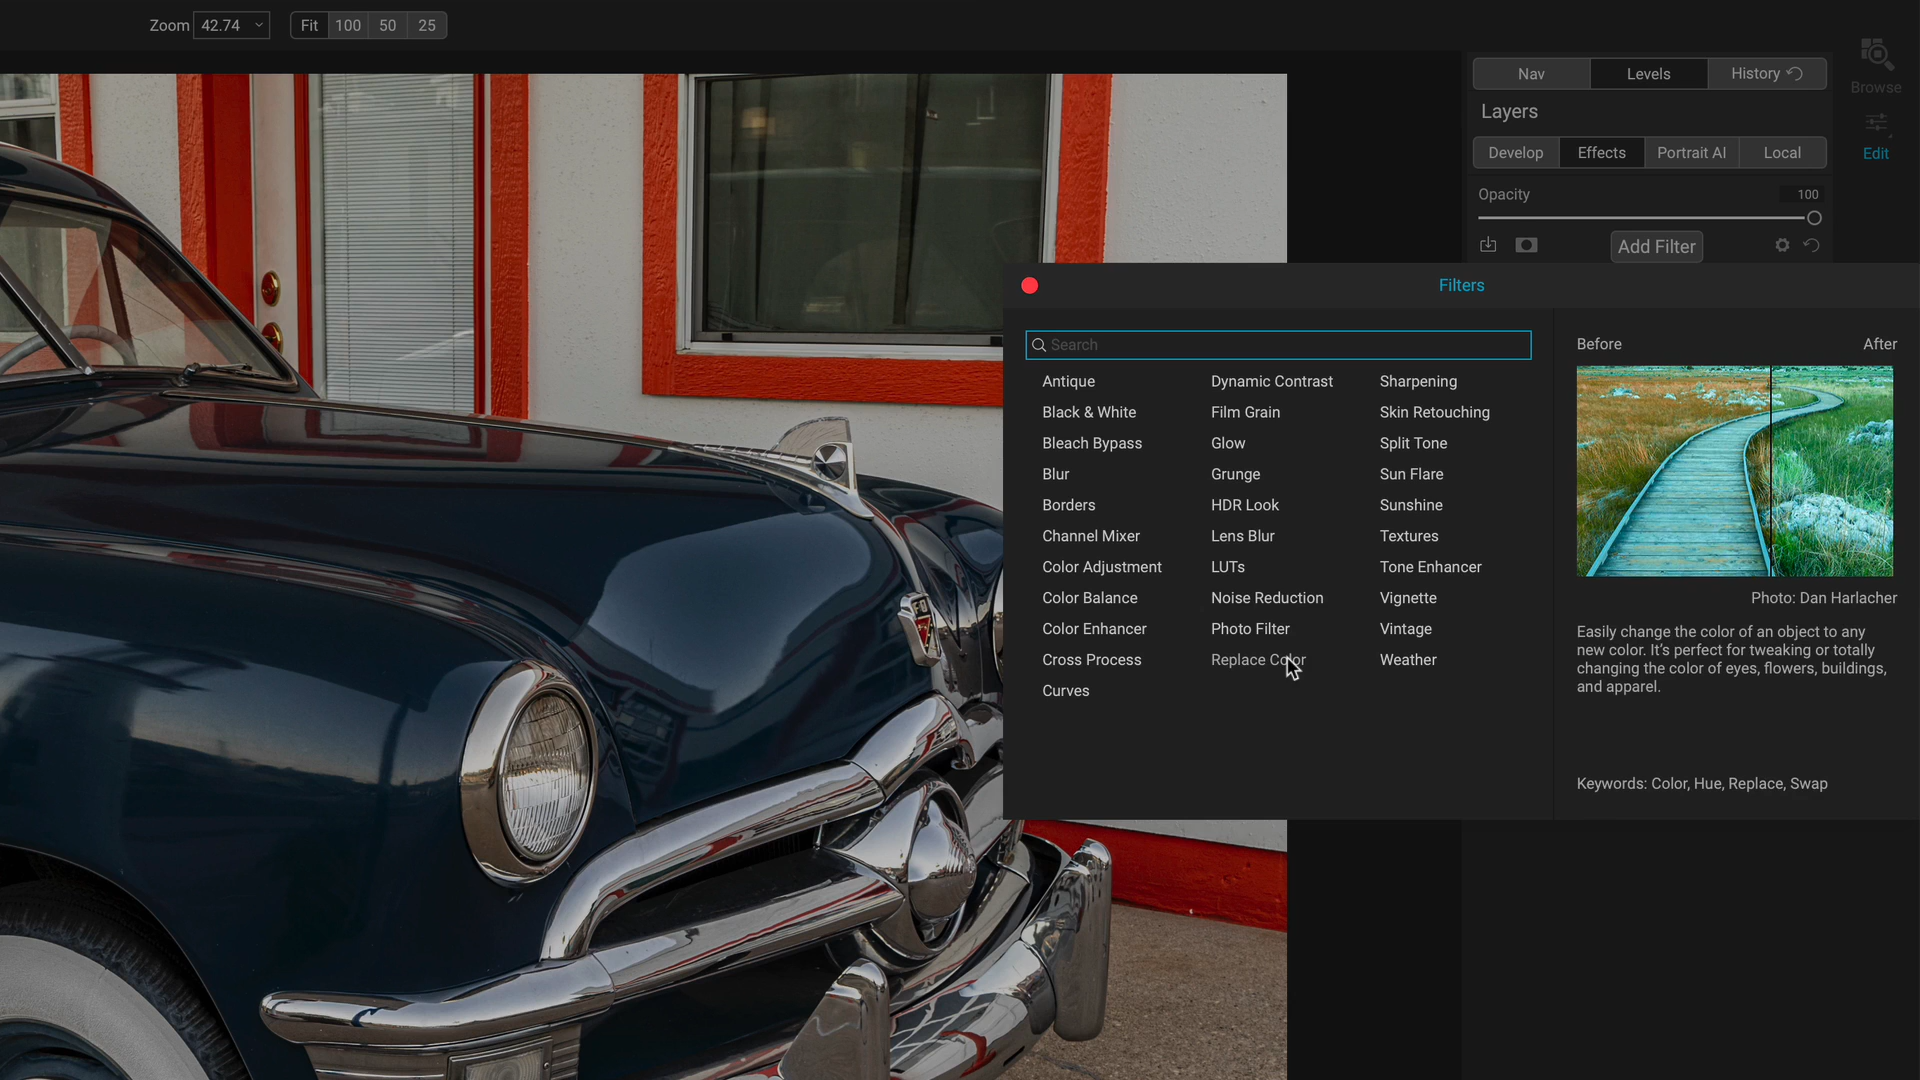 Zoom 42.74 Fit 100 50 25
Nav Levels History
Browse
Layers
Develop Effects Portrait AI Local
Edit
Opacity 100
Add Filter
Filters
Search
Antique
Black & White
Bleach Bypass
Blur
Borders
Channel Mixer
Color Adjustment
Color Balance
Color Enhancer
Cross Process
Curves
Dynamic Contrast
Film Grain
Glow
Grunge
HDR Look
Lens Blur
LUTs
Noise Reduction
Photo Filter
Replace Color
Sharpening
Skin Retouching
Split Tone
Sun Flare
Sunshine
Textures
Tone Enhancer
Vignette
Vintage
Weather
Before After
Photo: Dan Harlacher
Easily change the color of an object to any
new color. It's perfect for tweaking or totally
changing the color of eyes, flowers, buildings,
and apparel.
Keywords: Color, Hue, Replace, Swap